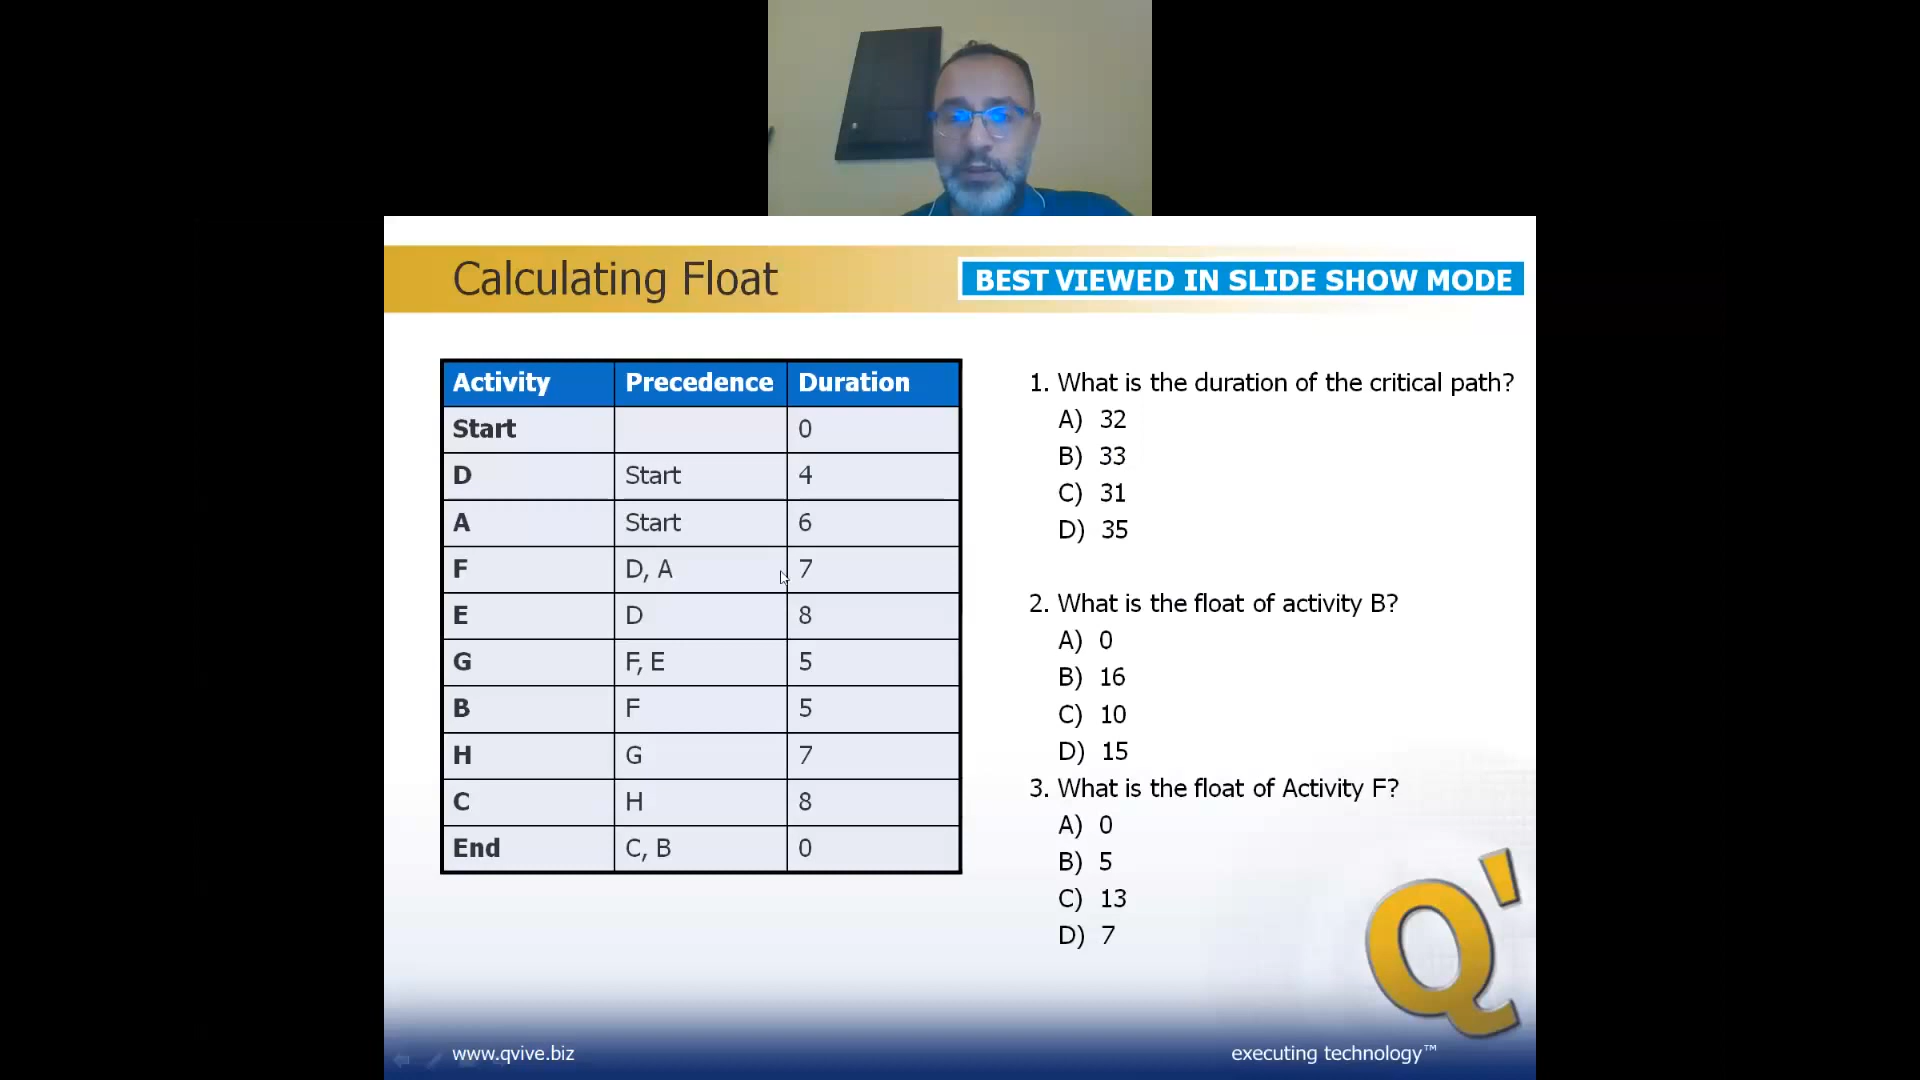 Calculating Float
BEST VIEWED IN SLIDE SHOW MODE
Activity Precedence Duration
Start 0
D Start 4
A Start 6
F D, A 7
E D 8
G F, E 5
B F 5
H G 7
C H 8
End C, B 0
1. What is the duration of the critical path?
A) 32
B) 33
C) 31
D) 35
2. What is the float of activity B?
A) 0
B) 16
C) 10
D) 15
3. What is the float of Activity F?
A) 0
B) 5
C) 13
D) 7
Q'
www.qvive.biz
executing technology™